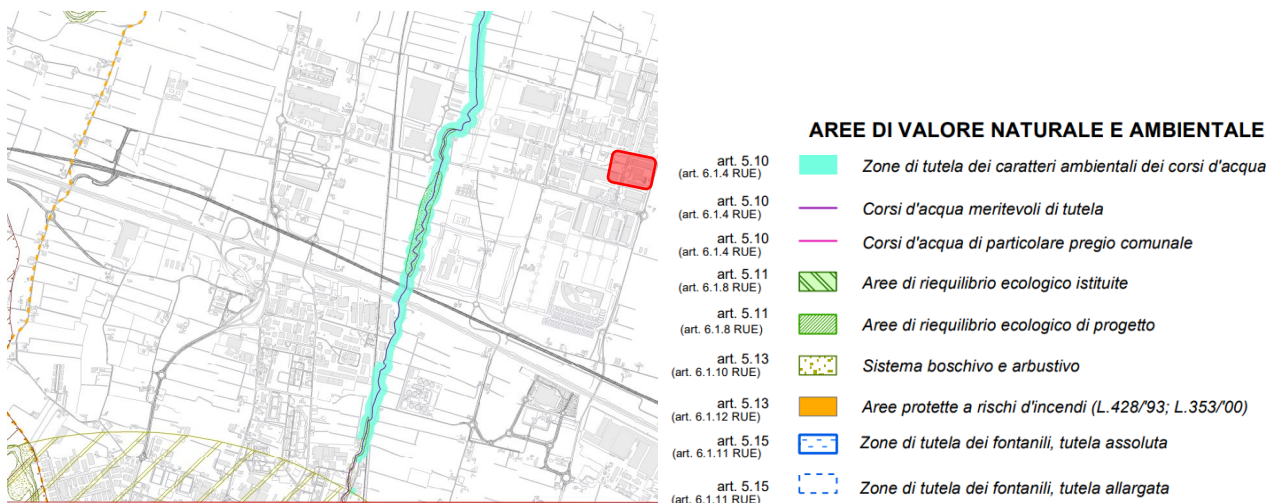 AREE DI VALORE NATURALE E AMBIENTALE
art. 5.10
(art. 6.1.4 RUE)
Zone di tutela dei caratteri ambientali dei corsi d'acqua
art. 5.10
(art. 6.1.4 RUE)
Corsi d'acqua meritevoli di tutela
art. 5.10
(art. 6.1.4 RUE)
Corsi d'acqua di particolare pregio comunale
art. 5.11
(art. 6.1.8 RUE)
Aree di riequilibrio ecologico istituite
art. 5.11
(art. 6.1.8 RUE)
Aree di riequilibrio ecologico di progetto
art. 5.13
(art. 6.1.10 RUE)
Sistema boschivo e arbustivo
art. 5.13
(art. 6.1.12 RUE)
Aree protette a rischi d'incendi (L.428/'93; L.353/'00)
art. 5.15
(art. 6.1.11 RUE)
Zone di tutela dei fontanili, tutela assoluta
art. 5.15
(art. 6.1.11 RUE)
Zone di tutela dei fontanili, tutela allargata